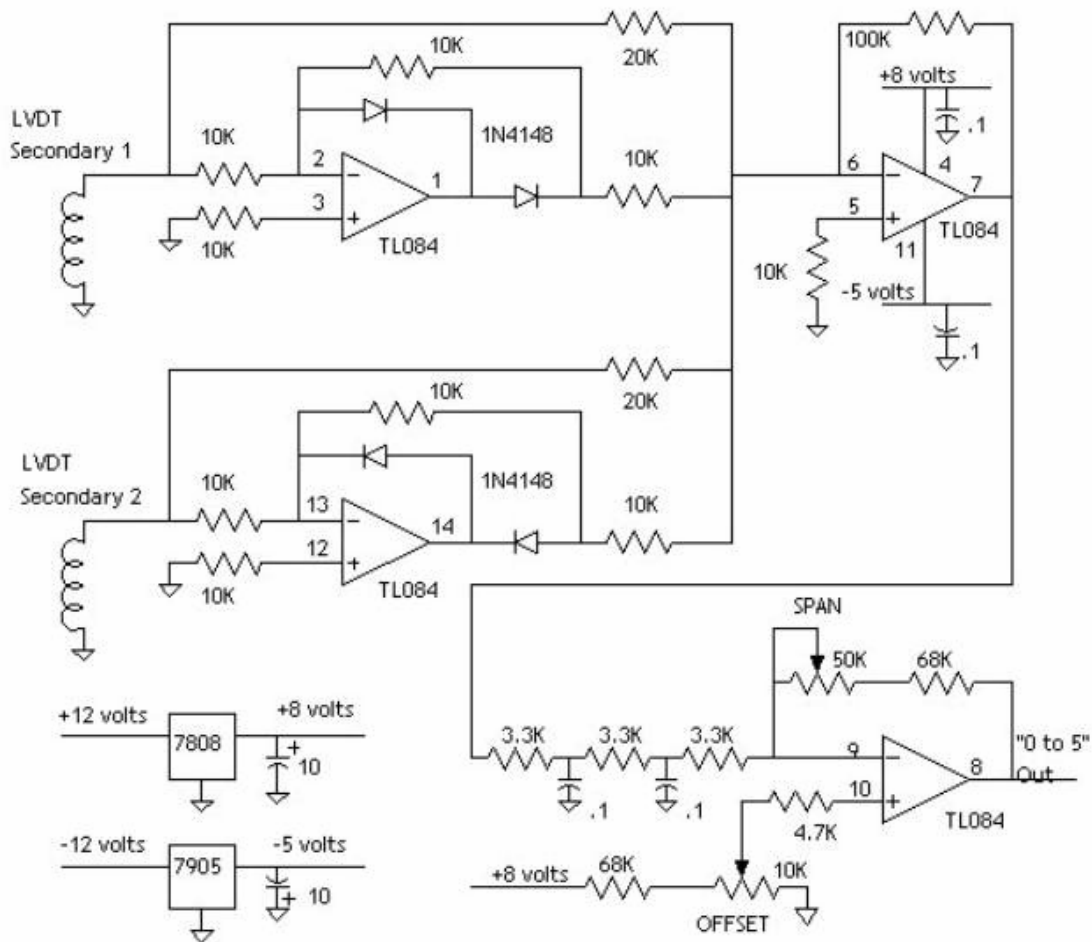 10K
20K
100K
+8 volts
.1
LVDT
Secondary 1
10K
1N4148
2
1
3
10K
TL084
10K
6
4
7
5
TL084
11
10K
-5 volts
.1
20K
10K
LVDT
Secondary 2
10K
1N4148
13
14
12
10K
TL084
10K
SPAN
50K
68K
+12 volts
7808
+8 volts
+
10
3.3K
3.3K
3.3K
.1
.1
9
8
10
"0 to 5"
Out
TL084
4.7K
-12 volts
7905
-5 volts
+
10
+8 volts
68K
10K
OFFSET